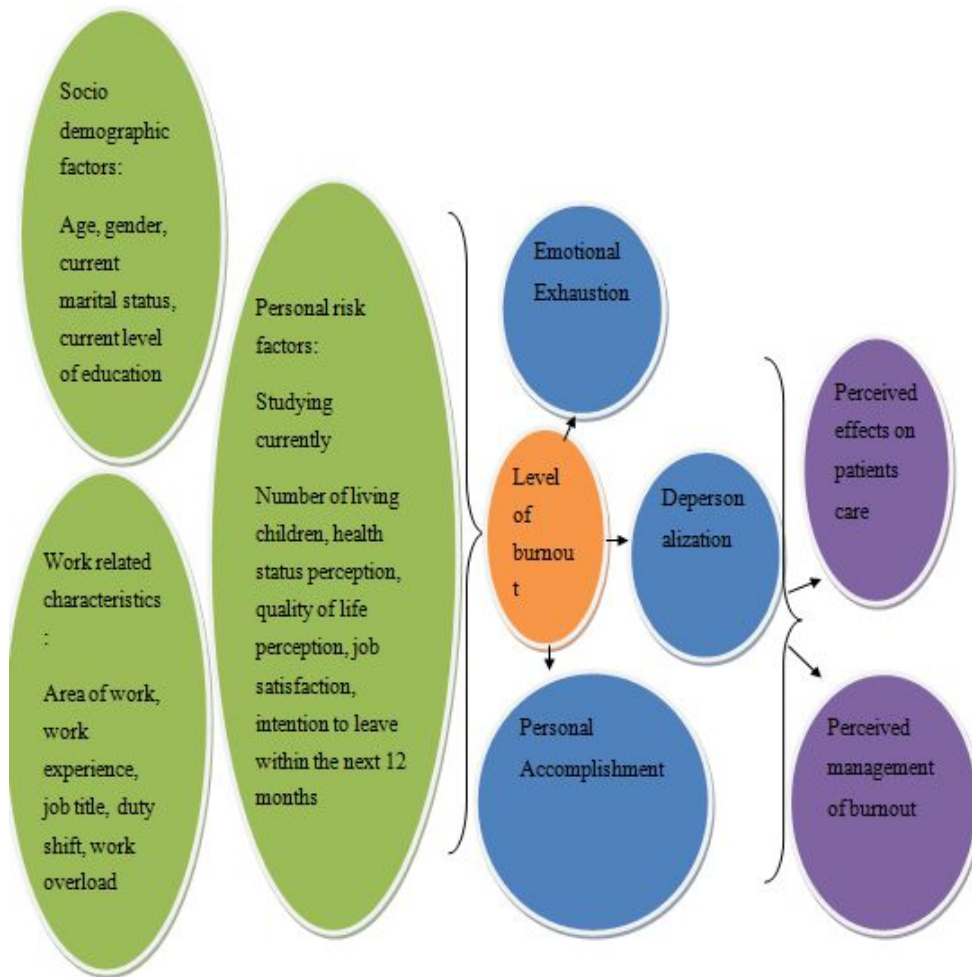 Socio
demographic
factors:
Age, gender,
current
marital status,
current level
of education
Work related
characteristics
:
Area of work,
work
experience,
job title, duty
shift, work
overload
Personal risk
factors:
Studying
currently
Number of living
children, health
status perception,
quality of life
perception, job
satisfaction,
intention to leave
within the next 12
months
Level
of
burnou
t
Emotional
Exhaustion
Deperson
alization
Personal
Accomplishment
Perceived
effects on
patients
care
Perceived
management
of burnout